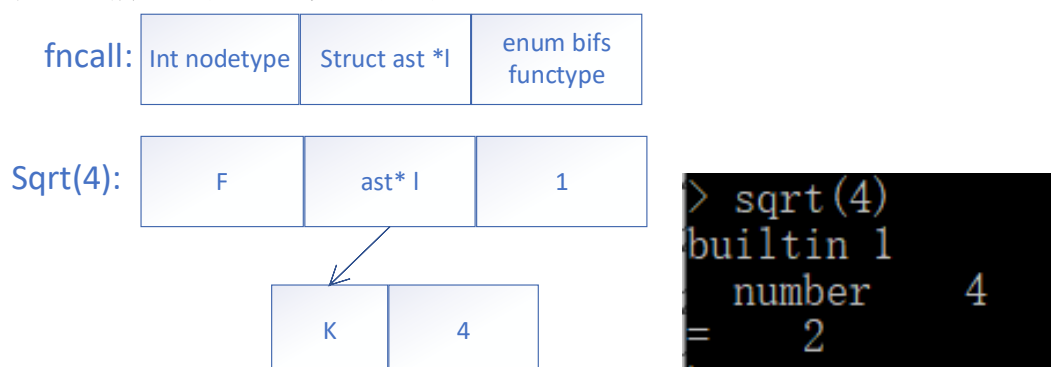 fncall:
Int nodetype
Struct ast *l
enum bifs
functype
Sqrt(4):
F
ast* l
1
K
4
> sqrt(4)
builtin 1
number 4
= 2